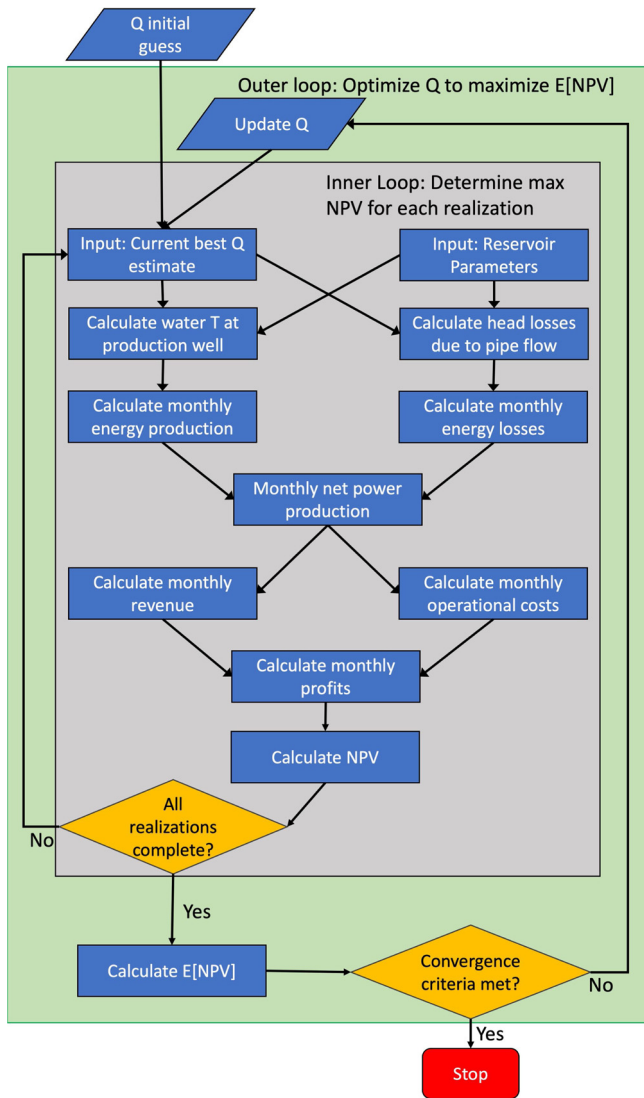 Q initial
guess
Outer loop: Optimize Q to maximize E[NPV]
Update Q
Inner Loop: Determine max
NPV for each realization
Input: Current best Q
estimate
Input: Reservoir
Parameters
Calculate water T at
production well
Calculate head losses
due to pipe flow
Calculate monthly
energy production
Calculate monthly
energy losses
Monthly net power
production
Calculate monthly
revenue
Calculate monthly
operational costs
Calculate monthly
profits
Calculate NPV
All
realizations
complete?
No
Yes
Calculate E[NPV]
Convergence
criteria met?
No
Yes
Stop